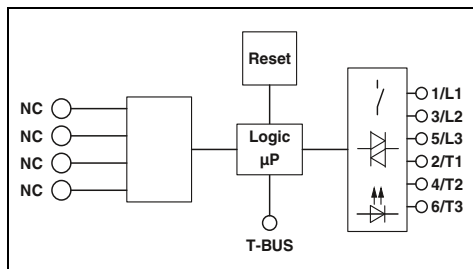 Reset
NC
NC
NC
NC
Logic
µP
T-BUS
1/L1
3/L2
5/L3
2/T1
4/T2
6/T3